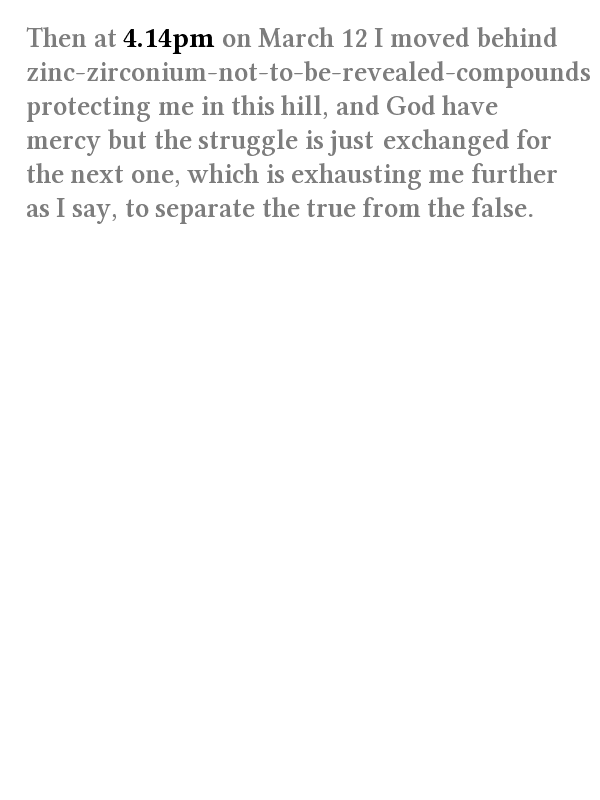 Then at 4.14pm on March 12 I moved behind
zinc-zirconium-not-to-be-revealed-compounds
protecting me in this hill, and God have
mercy but the struggle is just exchanged for
the next one, which is exhausting me further
as I say, to separate the true from the false.